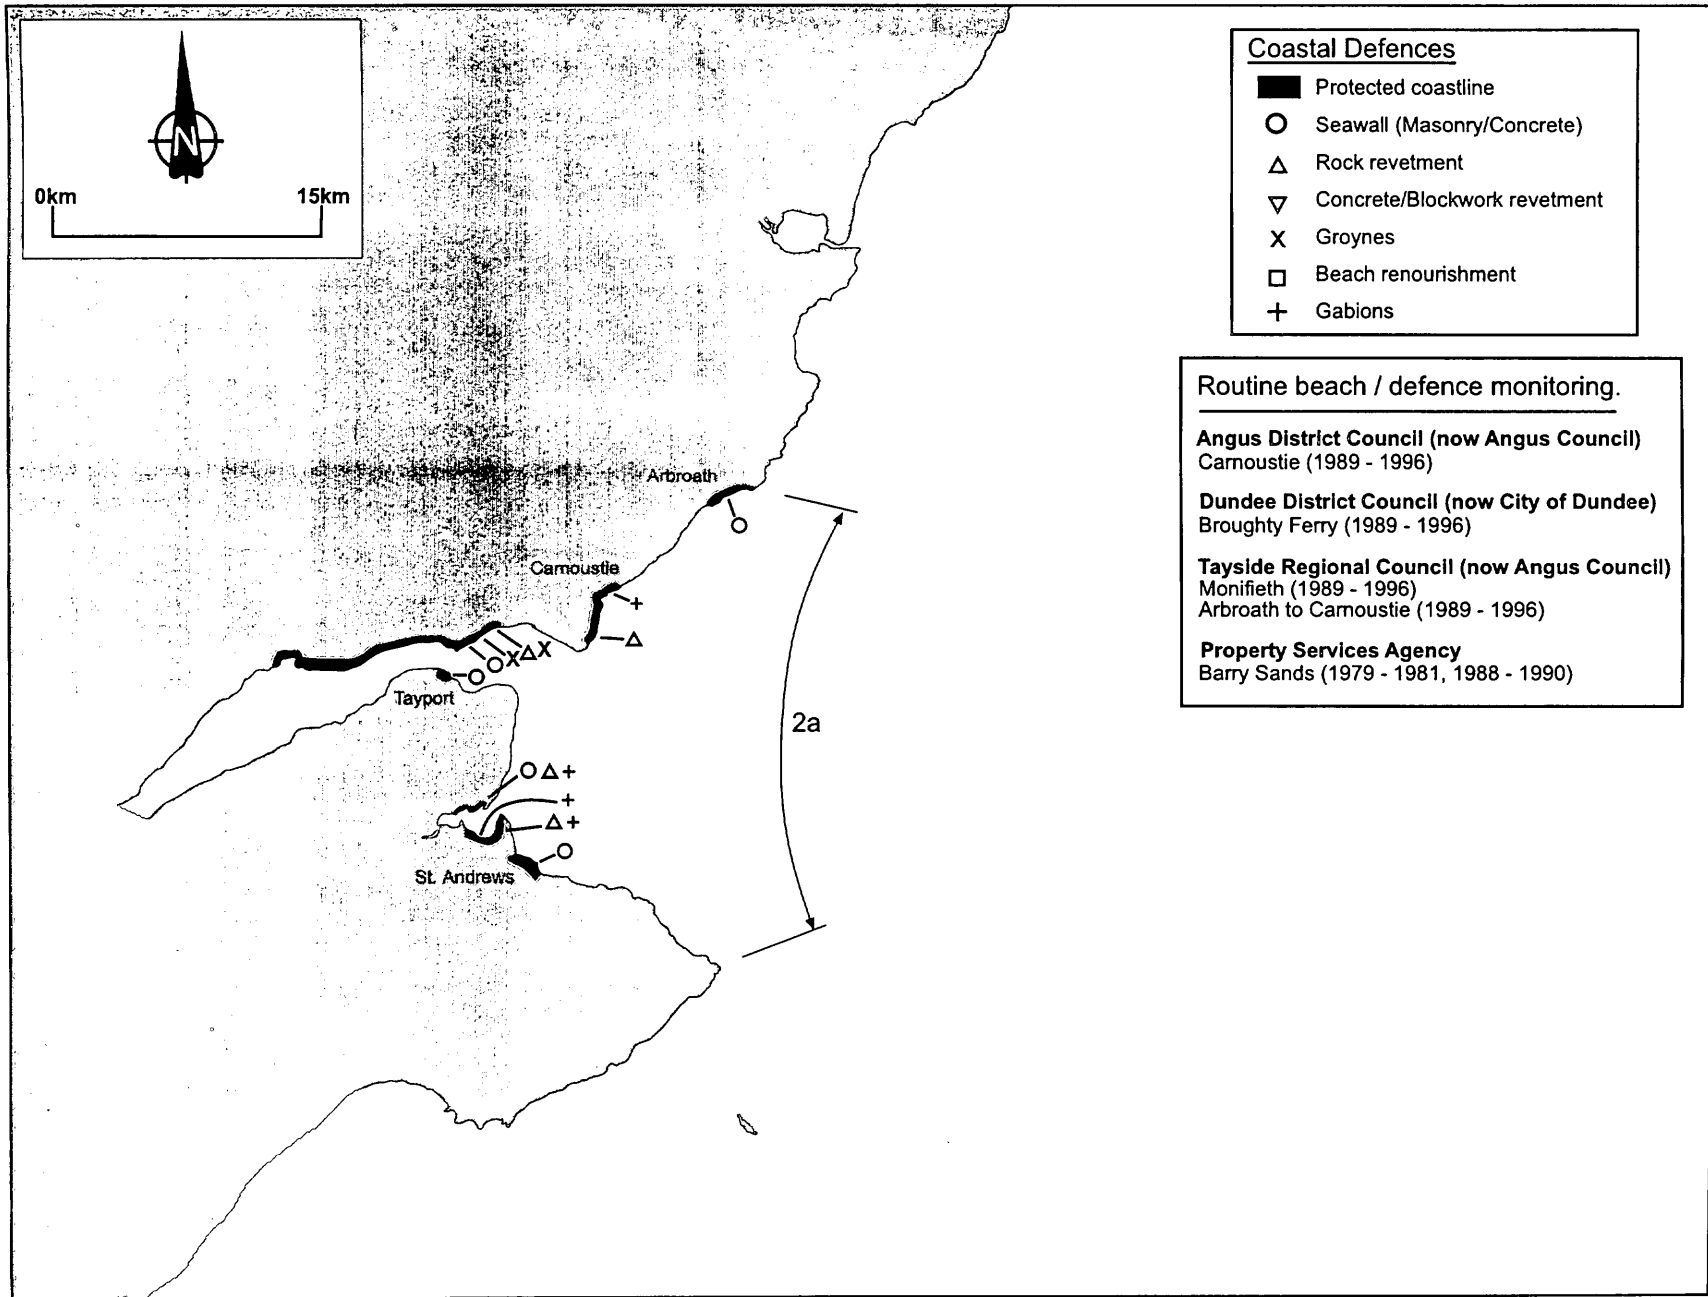 N
0km 15km
Coastal Defences
Protected coastline
Seawall (Masonry/Concrete)
Rock revetment
Concrete/Blockwork revetment
X Groynes
Beach renourishment
+ Gabions
Routine beach / defence monitoring.
Angus District Council (now Angus Council)
Carnoustie (1989 - 1996)
Dundee District Council (now City of Dundee)
Broughty Ferry (1989 - 1996)
Tayside Regional Council (now Angus Council)
Monifieth (1989 - 1996)
Arbroath to Carnoustie (1989 - 1996)
Property Services Agency
Barry Sands (1979 - 1981, 1988 - 1990)
Arbroath
Carnoustie
Tayport
2a
St. Andrews